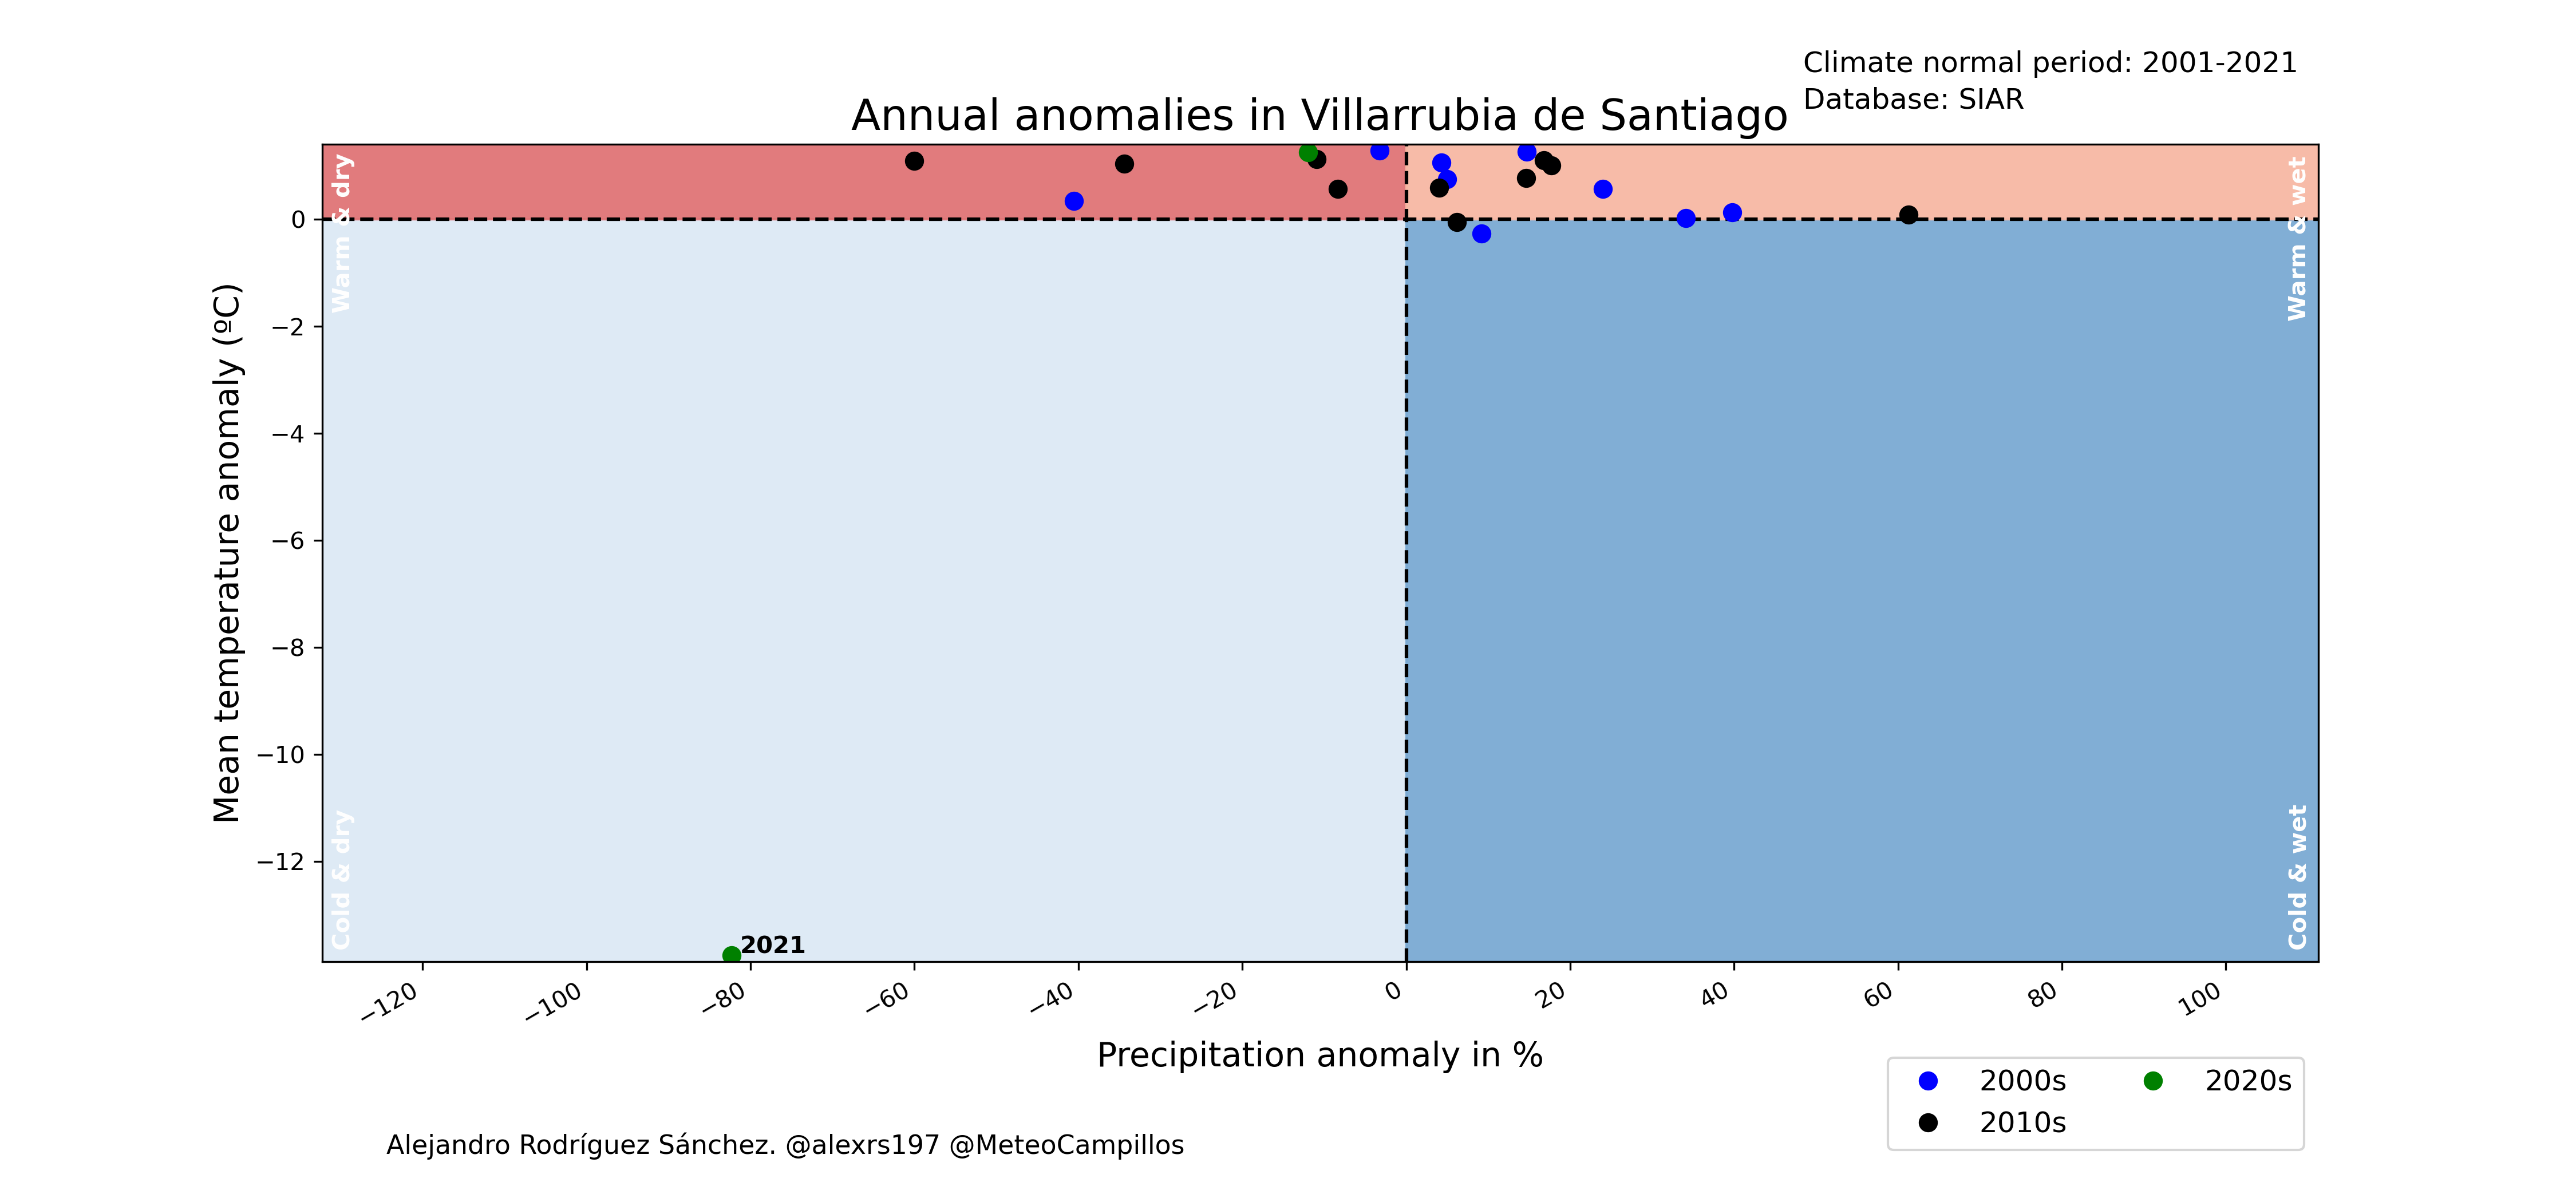 Climate normal period: 2001-2021
Database: SIAR
Annual anomalies in Villarrubia de Santiago
Mean temperature anomaly (ºC)
0
−2
−4
−6
−8
−10
−12
Warm & dry
Warm & wet
Cold & dry
Cold & wet
2021
−120
−100
−80
−60
−40
−20
0
20
40
60
80
100
Precipitation anomaly in %
2000s
2010s
2020s
Alejandro Rodríguez Sánchez. @alexrs197 @MeteoCampillos